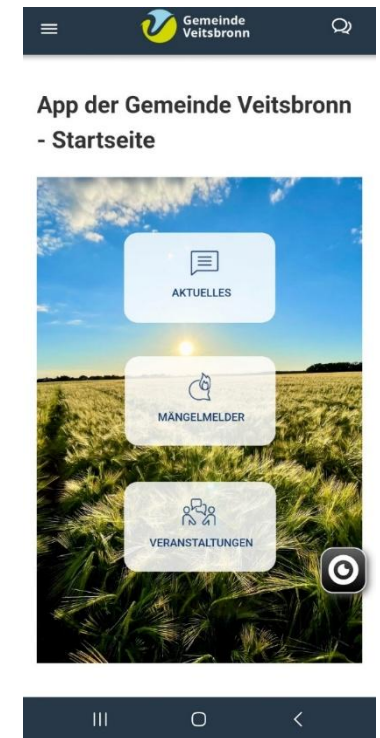 Gemeinde
Veitsbronn
App der Gemeinde Veitsbronn
- Startseite
AKTUELLES
MÄNGELMELDER
VERANSTALTUNGEN